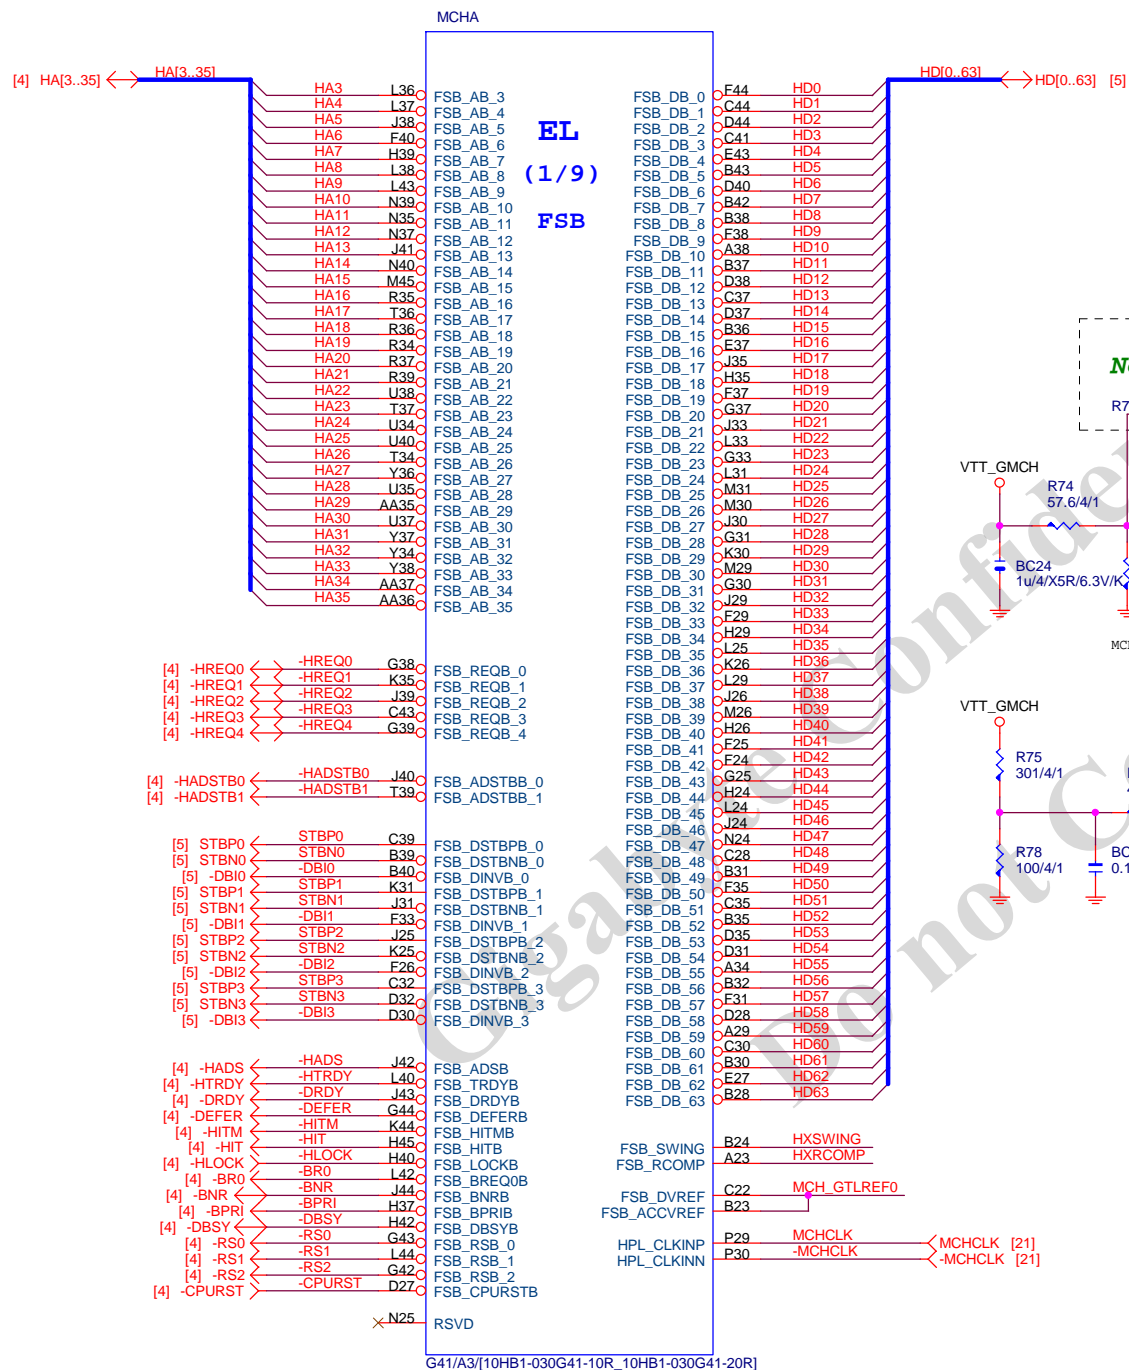 MCHA
[4] HA[3..35] HA[3..35] HD[0..63] HD[0..63] [5]
EL
(1/9)
FSB
HA3 L36 FSB_AB_3 FSB_DB_0 F44 HD0
HA4 L37 FSB_AB_4 FSB_DB_1 C44 HD1
HA5 J38 FSB_AB_5 FSB_DB_2 D44 HD2
HA6 F40 FSB_AB_6 FSB_DB_3 C41 HD3
HA7 H39 FSB_AB_7 FSB_DB_4 E43 HD4
HA8 L38 FSB_AB_8 FSB_DB_5 B43 HD5
HA9 L43 FSB_AB_9 FSB_DB_6 D40 HD6
HA10 N39 FSB_AB_10 FSB_DB_7 B42 HD7
HA11 N35 FSB_AB_11 FSB_DB_8 B38 HD8
HA12 N37 FSB_AB_12 FSB_DB_9 F38 HD9
HA13 J41 FSB_AB_13 FSB_DB_10 A38 HD10
HA14 N40 FSB_AB_14 FSB_DB_11 B37 HD11
HA15 M45 FSB_AB_15 FSB_DB_12 D38 HD12
HA16 R35 FSB_AB_16 FSB_DB_13 C37 HD13
HA17 T36 FSB_AB_17 FSB_DB_14 D37 HD14
HA18 R36 FSB_AB_18 FSB_DB_15 B36 HD15
HA19 R34 FSB_AB_19 FSB_DB_16 E37 HD16
HA20 R37 FSB_AB_20 FSB_DB_17 J35 HD17
HA21 R39 FSB_AB_21 FSB_DB_18 H35 HD18
HA22 U38 FSB_AB_22 FSB_DB_19 F37 HD19
HA23 T37 FSB_AB_23 FSB_DB_20 G37 HD20
HA24 U34 FSB_AB_24 FSB_DB_21 J33 HD21
HA25 U40 FSB_AB_25 FSB_DB_22 L33 HD22
HA26 T34 FSB_AB_26 FSB_DB_23 G33 HD23
HA27 Y36 FSB_AB_27 FSB_DB_24 L31 HD24
HA28 U35 FSB_AB_28 FSB_DB_25 M31 HD25
HA29 AA35 FSB_AB_29 FSB_DB_26 M30 HD26
HA30 U37 FSB_AB_30 FSB_DB_27 J30 HD27
HA31 Y37 FSB_AB_31 FSB_DB_28 G31 HD28
HA32 Y34 FSB_AB_32 FSB_DB_29 K30 HD29
HA33 Y38 FSB_AB_33 FSB_DB_30 M29 HD30
HA34 AA37 FSB_AB_34 FSB_DB_31 G30 HD31
HA35 AA36 FSB_AB_35 FSB_DB_32 J29 HD32
FSB_DB_33 F29 HD33
FSB_DB_34 H29 HD34
FSB_DB_35 L25 HD35
[4] -HREQ0 -HREQ0 G38 FSB_REQB_0 FSB_DB_36 K26 HD36
[4] -HREQ1 -HREQ1 K35 FSB_REQB_1 FSB_DB_37 L29 HD37
[4] -HREQ2 -HREQ2 J39 FSB_REQB_2 FSB_DB_38 J26 HD38
[4] -HREQ3 -HREQ3 C43 FSB_REQB_3 FSB_DB_39 M26 HD39
[4] -HREQ4 -HREQ4 G39 FSB_REQB_4 FSB_DB_40 H26 HD40
FSB_DB_41 F25 HD41
FSB_DB_42 F24 HD42
[4] -HADSTB0 -HADSTB0 J40 FSB_ADSTBB_0 FSB_DB_43 G25 HD43
[4] -HADSTB1 -HADSTB1 T39 FSB_ADSTBB_1 FSB_DB_44 H24 HD44
FSB_DB_45 L24 HD45
FSB_DB_46 J24 HD46
[5] STBP0 STBP0 C39 FSB_DSTBPB_0 FSB_DB_47 N24 HD47
[5] STBN0 STBN0 B39 FSB_DSTBNB_0 FSB_DB_48 C28 HD48
[5] -DBI0 -DBI0 B40 FSB_DINVB_0 FSB_DB_49 B31 HD49
[5] STBP1 STBP1 K31 FSB_DSTBPB_1 FSB_DB_50 F35 HD50
[5] STBN1 STBN1 J31 FSB_DSTBNB_1 FSB_DB_51 C35 HD51
[5] -DBI1 -DBI1 F33 FSB_DINVB_1 FSB_DB_52 B35 HD52
[5] STBP2 STBP2 J25 FSB_DSTBPB_2 FSB_DB_53 D35 HD53
[5] STBN2 STBN2 K25 FSB_DSTBNB_2 FSB_DB_54 D31 HD54
[5] -DBI2 -DBI2 F26 FSB_DINVB_2 FSB_DB_55 A34 HD55
[5] STBP3 STBP3 C32 FSB_DSTBPB_3 FSB_DB_56 B32 HD56
[5] STBN3 STBN3 D32 FSB_DSTBNB_3 FSB_DB_57 F31 HD57
[5] -DBI3 -DBI3 D30 FSB_DINVB_3 FSB_DB_58 D28 HD58
FSB_DB_59 A29 HD59
FSB_DB_60 C30 HD60
[4] -HADS -HADS J42 FSB_ADSB FSB_DB_61 B30 HD61
[4] -HTRDY -HTRDY L40 FSB_TRDYB FSB_DB_62 E27 HD62
[4] -DRDY -DRDY J43 FSB_DRDYB FSB_DB_63 B28 HD63
[4] -DEFER -DEFER G44 FSB_DEFERB
[4] -HITM -HITM K44 FSB_HITMB
[4] -HIT -HIT H45 FSB_HITB FSB_SWING B24 HXSWING
[4] -HLOCK -HLOCK H40 FSB_LOCKB FSB_RCOMP A23 HXRCOMP
[4] -BR0 -BR0 L42 FSB_BREQ0B
[4] -BNR -BNR J44 FSB_BNRB FSB_DVREF C22 MCH_GTLREF0
[4] -BPRI -BPRI H37 FSB_BPRIB FSB_ACCVREF B23
[4] -DBSY -DBSY H42 FSB_DBSYB
[4] -RS0 -RS0 G43 FSB_RSB_0 HPL_CLKINP P29 MCHCLK MCHCLK [21]
[4] -RS1 -RS1 L44 FSB_RSB_1 HPL_CLKINN P30 -MCHCLK -MCHCLK [21]
[4] -RS2 -RS2 G42 FSB_RSB_2
[4] -CPURST -CPURST D27 FSB_CPURSTB
N25 RSVD
G41/A3/[10HB1-030G41-10R_10HB1-030G41-20R]
VTT_GMCH
R74
57.6/4/1
BC24
1u/4/X5R/6.3V/K
VTT_GMCH
R75
301/4/1
R78
100/4/1
Gigabyte Confide
Do not C